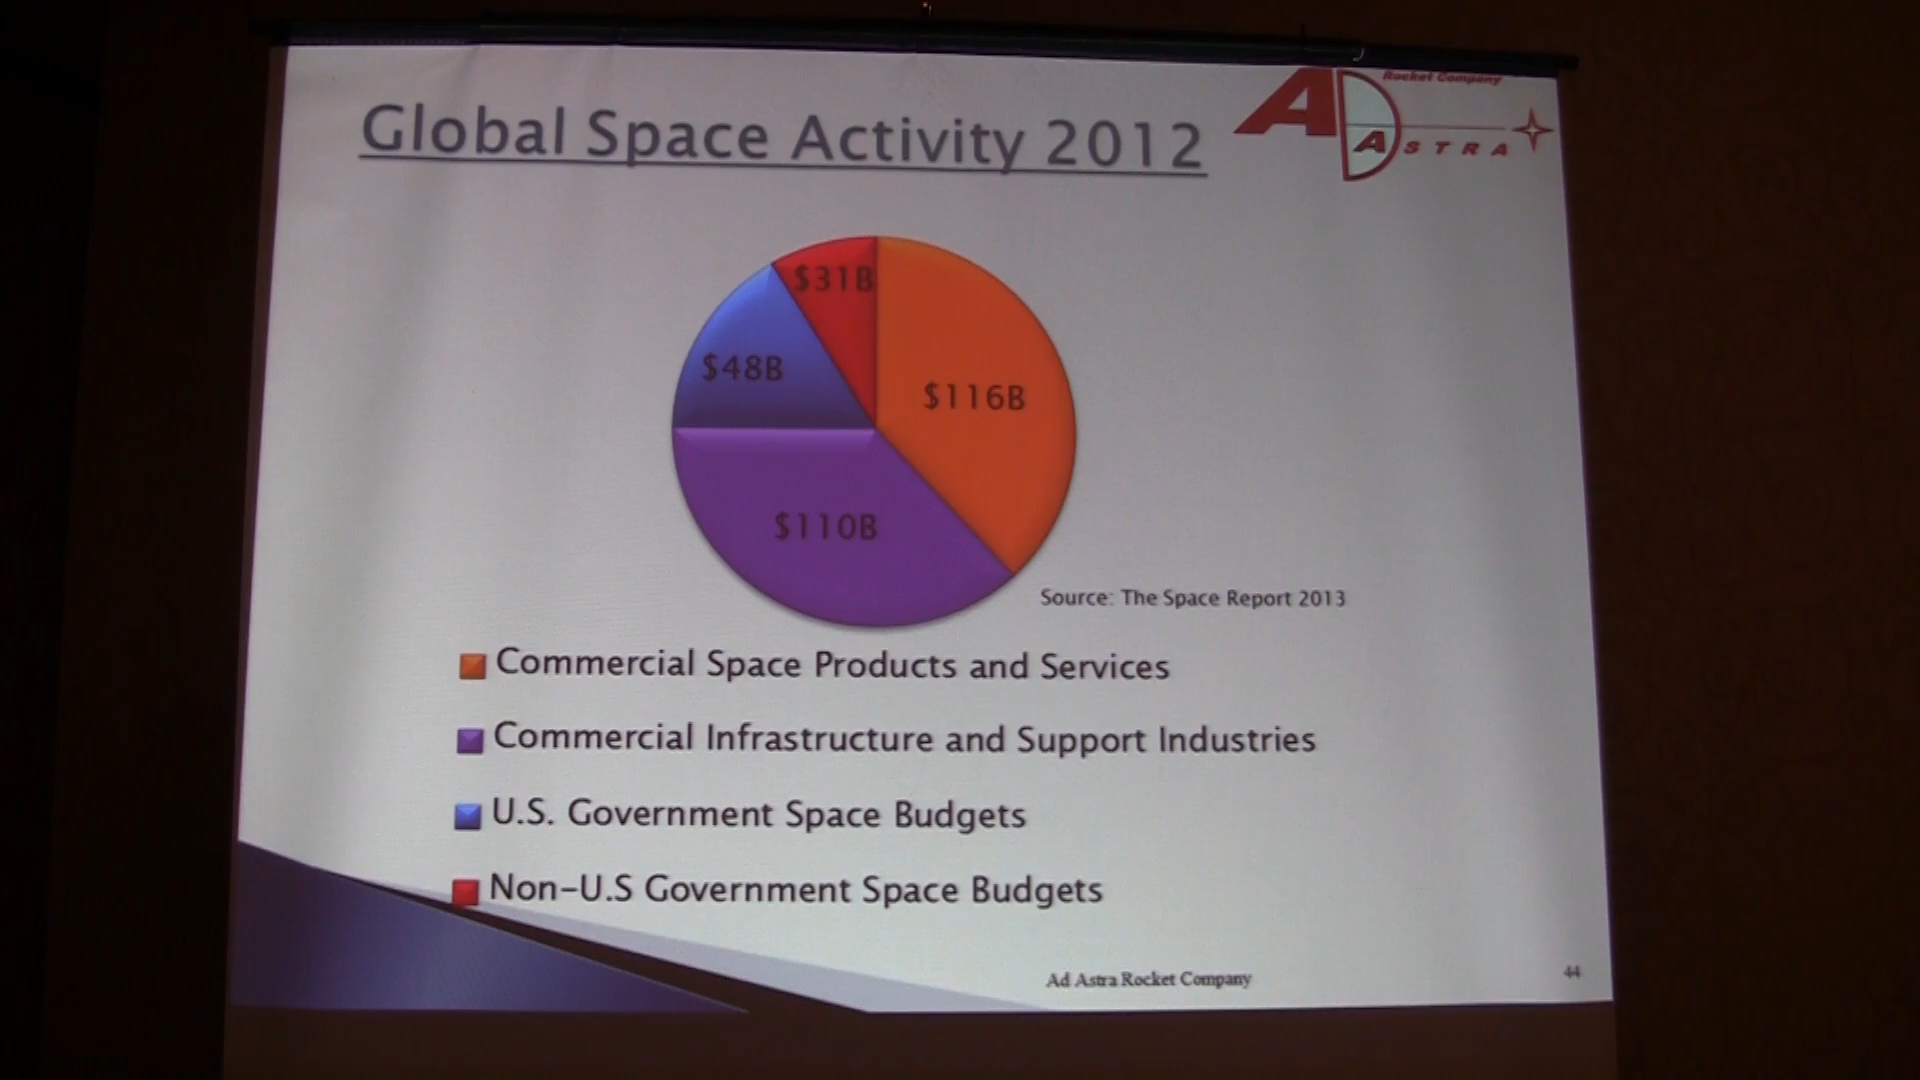 Rocket Company
AD ASTRA
Global Space Activity 2012
$31B
$48B
$116B
$110B
Source: The Space Report 2013
Commercial Space Products and Services
Commercial Infrastructure and Support Industries
U.S. Government Space Budgets
Non-U.S Government Space Budgets
Ad Astra Rocket Company
44